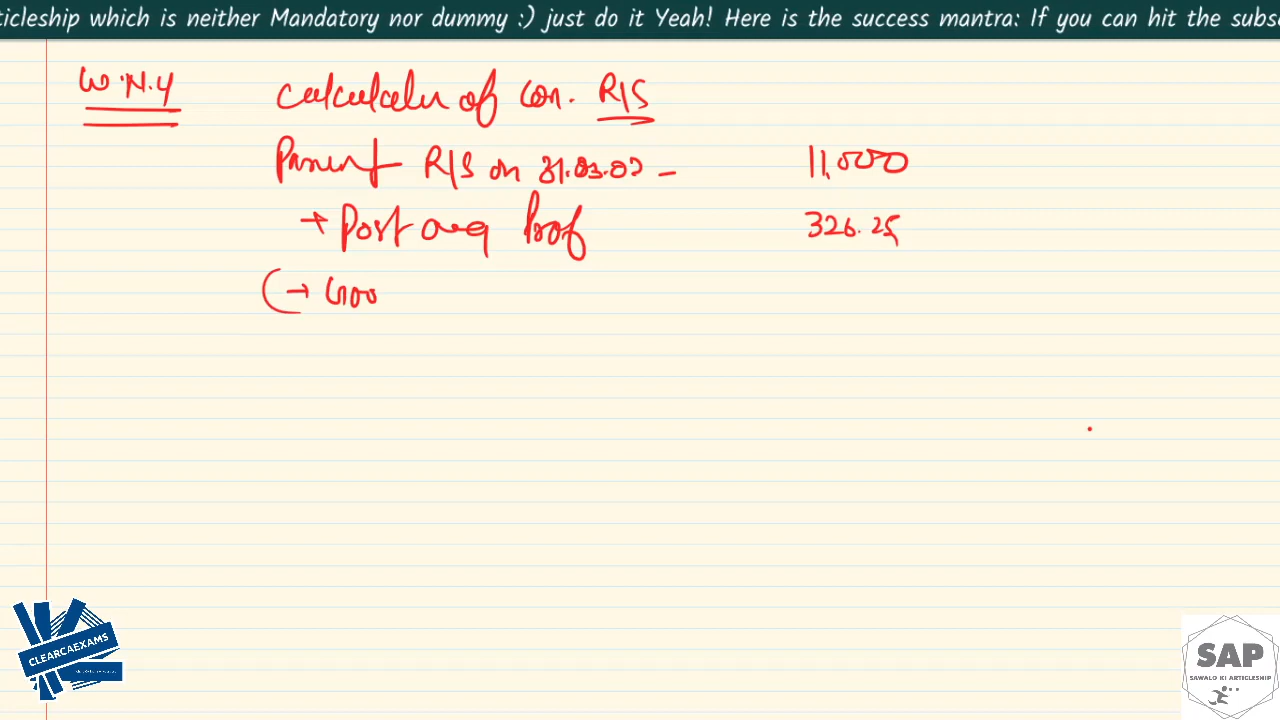 ticleship which is neither Mandatory nor dummy :) just do it Yeah! Here is the success mantra: If you can hit the subs
W.N.4
Calculation of Con. R/S
Parent R/S on 31.03.02 - 11,000
+ Post acq Prof 326.25
(- Goo
CLEARCAEXAMS
SAP
SAWALO KI ARTICLESHIP